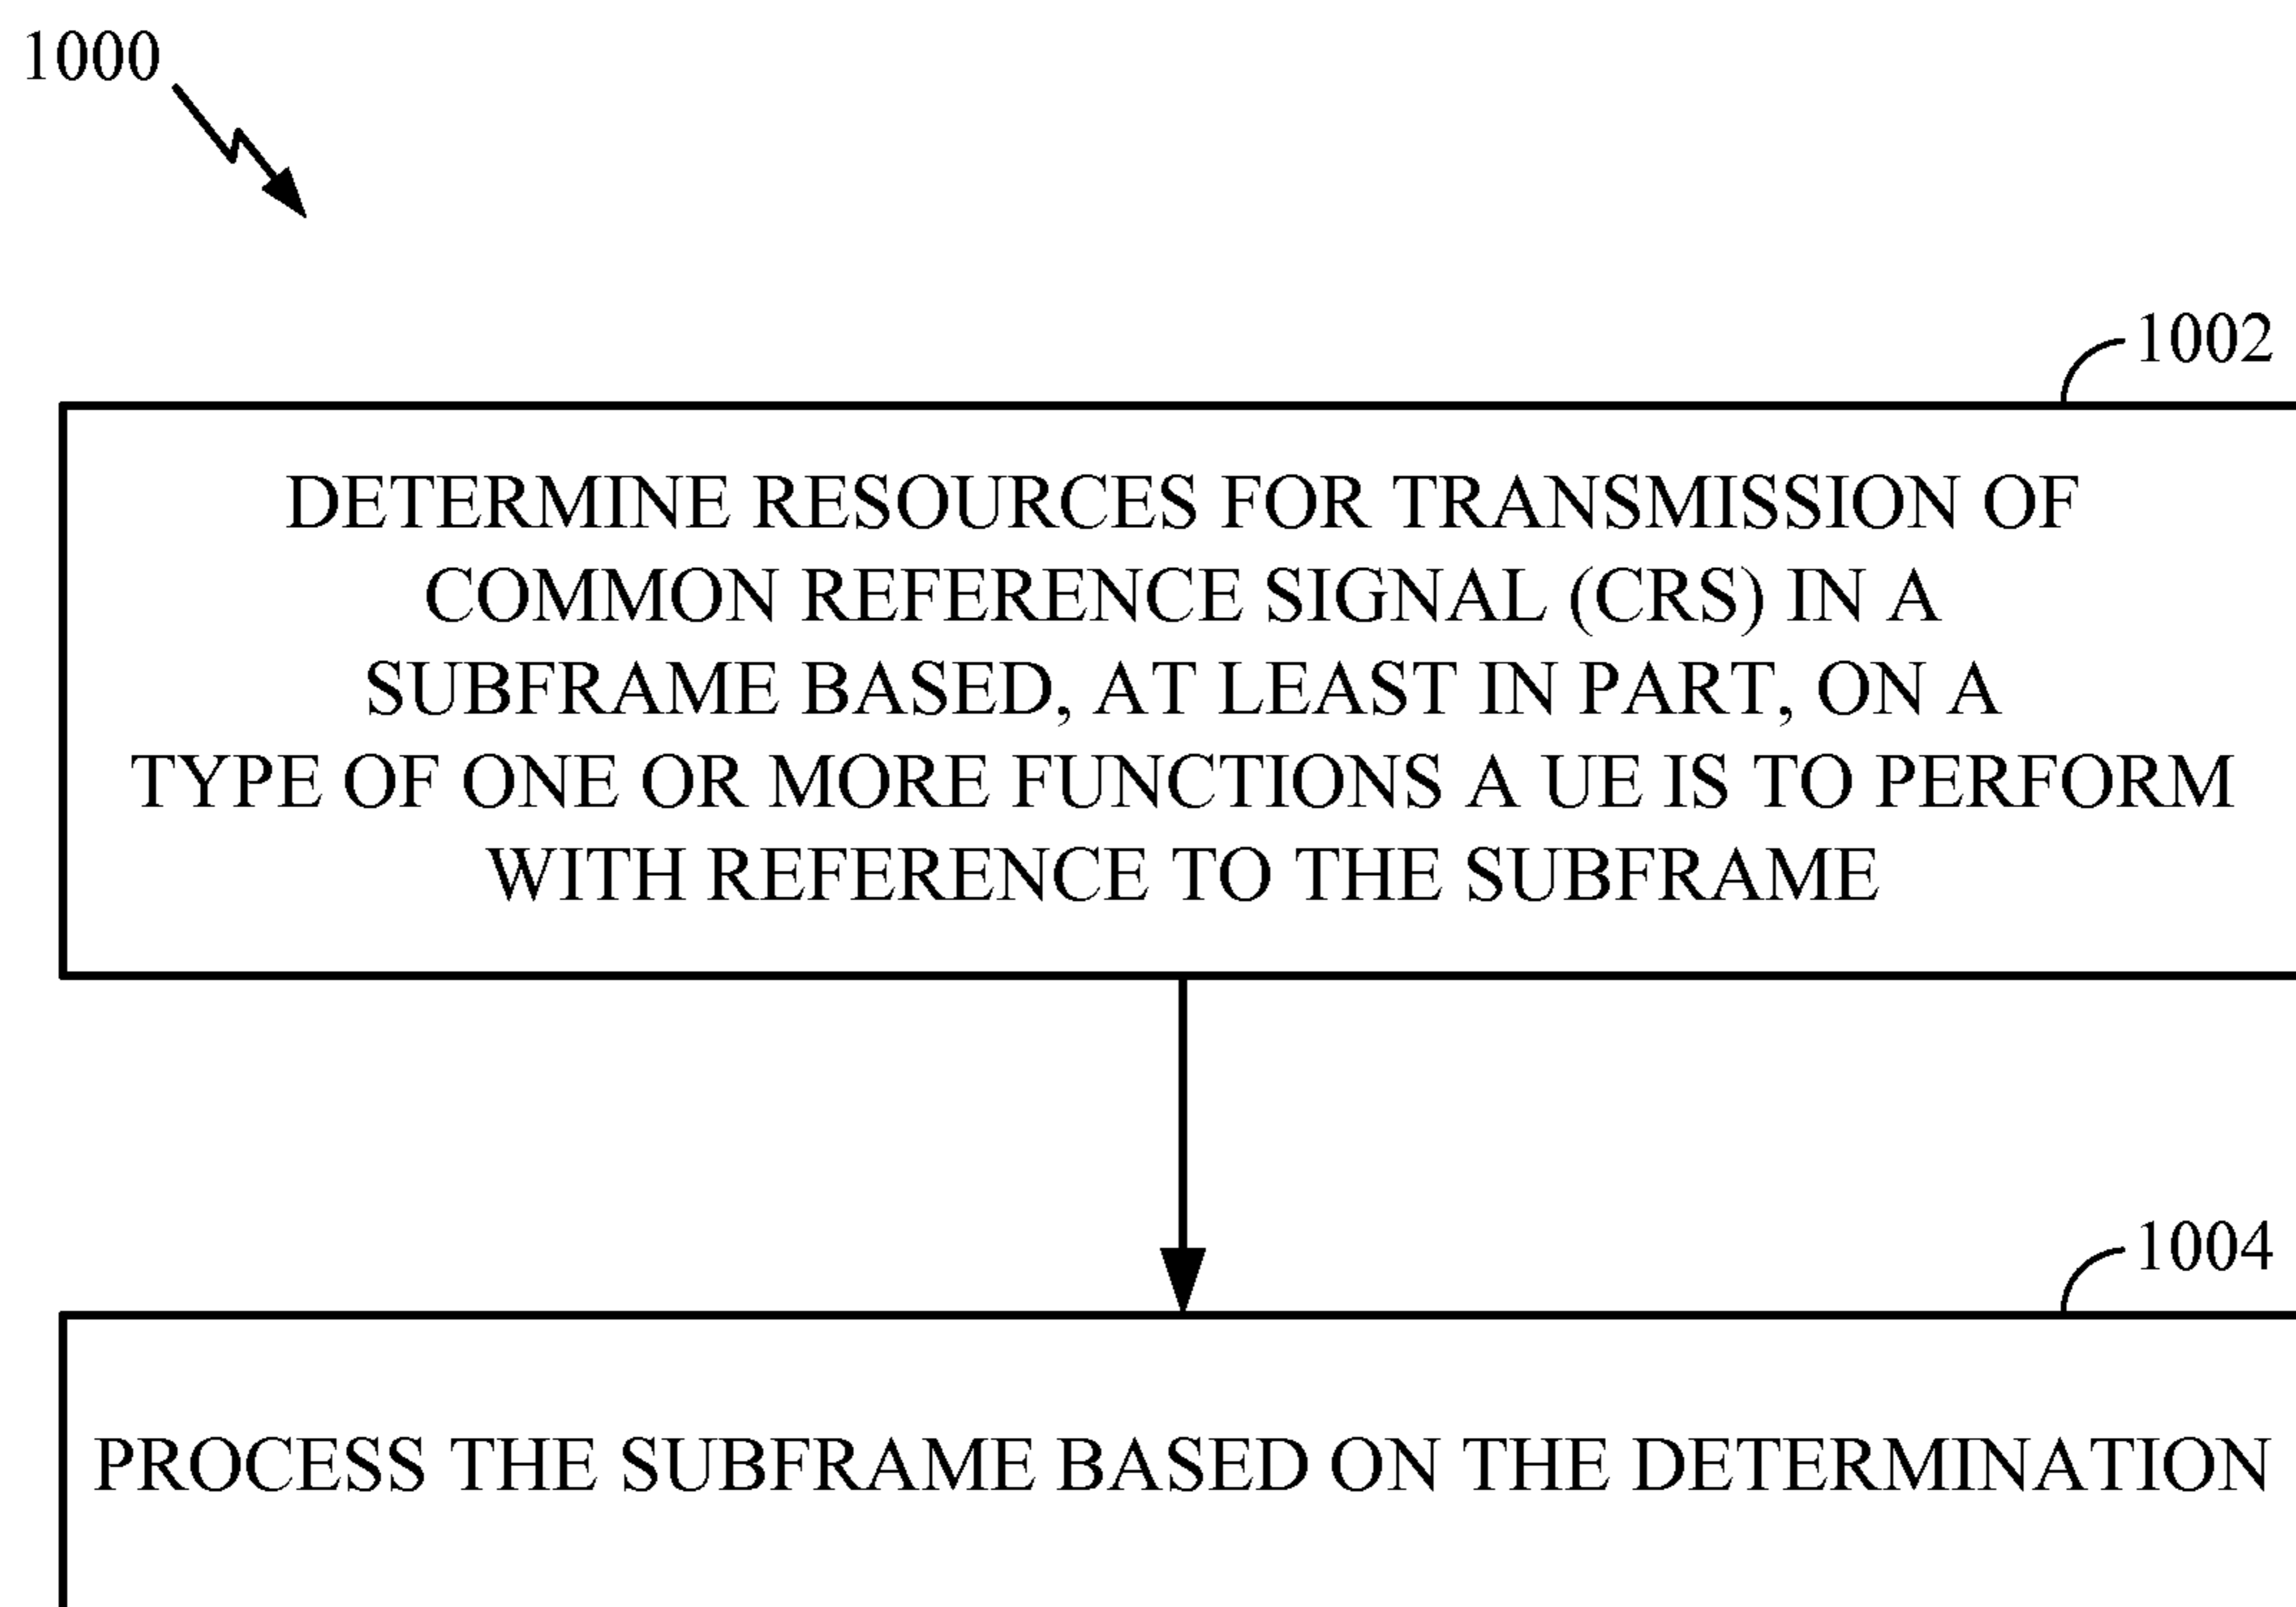 1000
1002
DETERMINE RESOURCES FOR TRANSMISSION OF
COMMON REFERENCE SIGNAL (CRS) IN A
SUBFRAME BASED, AT LEAST IN PART, ON A
TYPE OF ONE OR MORE FUNCTIONS A UE IS TO PERFORM
WITH REFERENCE TO THE SUBFRAME
1004
PROCESS THE SUBFRAME BASED ON THE DETERMINATION